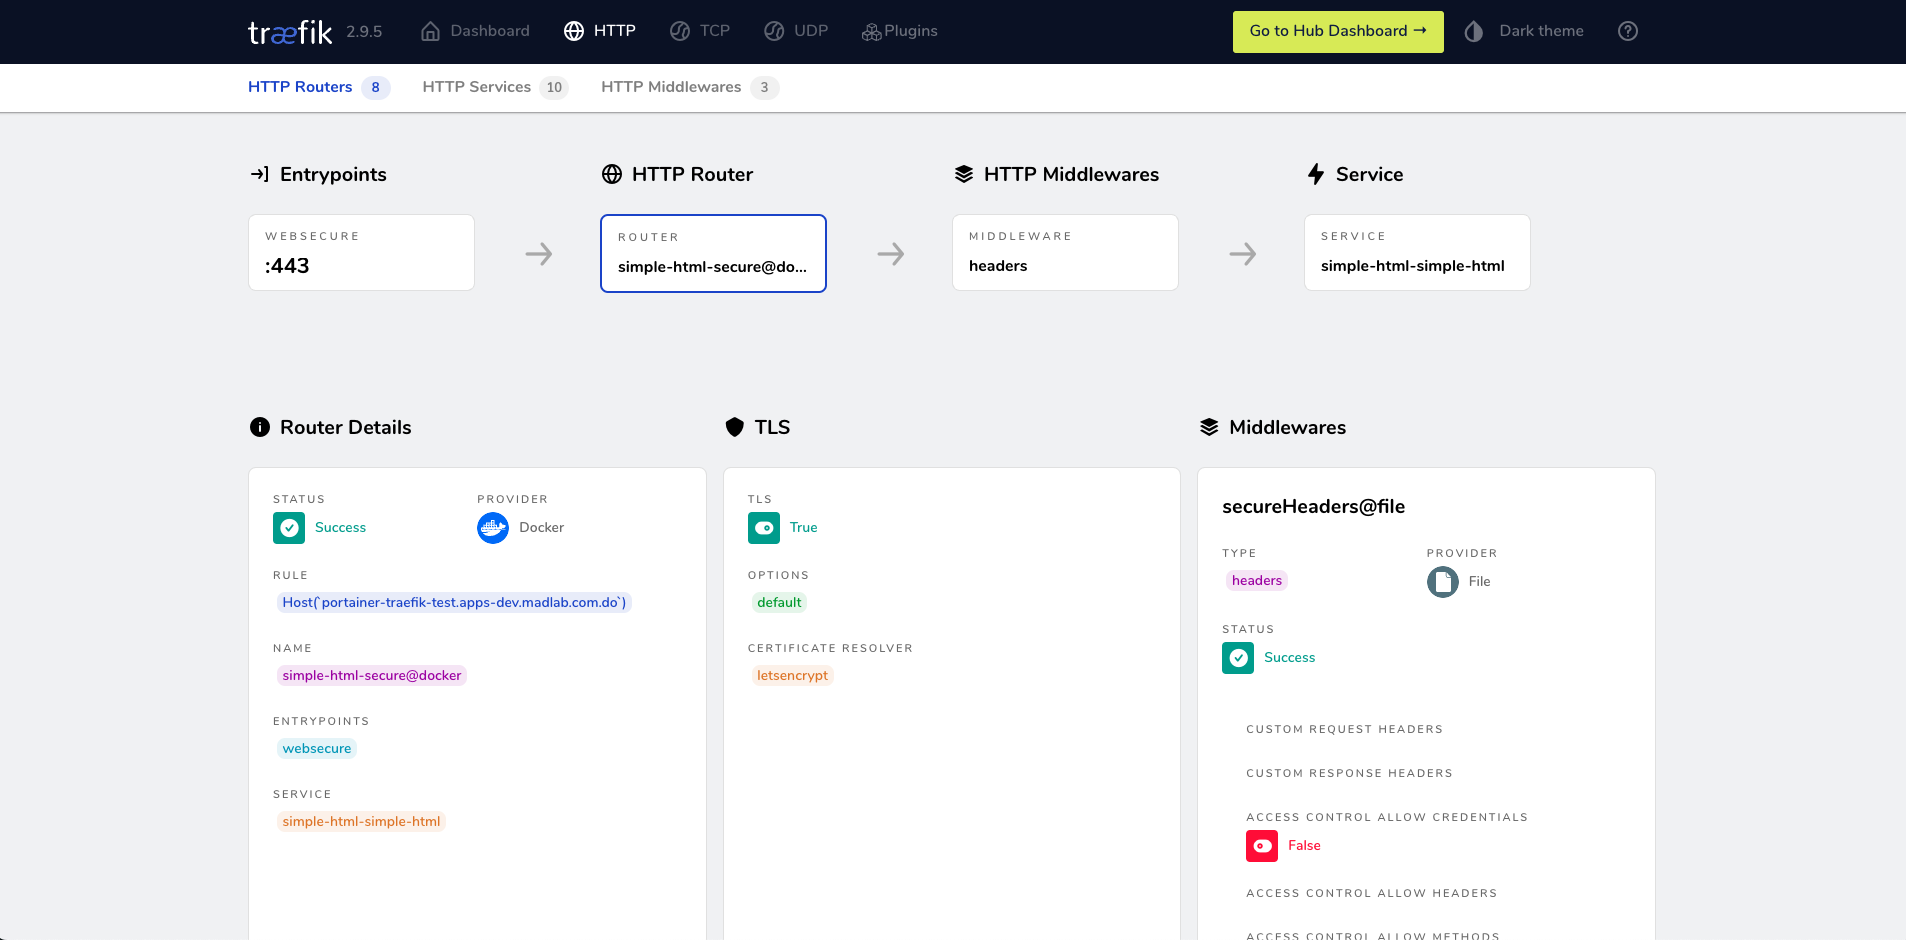 træfik 2.9.5 Dashboard HTTP TCP UDP Plugins Go to Hub Dashboard → Dark theme
HTTP Routers 8 HTTP Services 10 HTTP Middlewares 3
Entrypoints HTTP Router HTTP Middlewares Service
WEBSECURE
:443
ROUTER
simple-html-secure@do...
MIDDLEWARE
headers
SERVICE
simple-html-simple-html
Router Details
STATUS PROVIDER
Success Docker
RULE
Host(`portainer-traefik-test.apps-dev.madlab.com.do`)
NAME
simple-html-secure@docker
ENTRYPOINTS
websecure
SERVICE
simple-html-simple-html
TLS
TLS
True
OPTIONS
default
CERTIFICATE RESOLVER
letsencrypt
Middlewares
secureHeaders@file
TYPE PROVIDER
headers File
STATUS
Success
CUSTOM REQUEST HEADERS
CUSTOM RESPONSE HEADERS
ACCESS CONTROL ALLOW CREDENTIALS
False
ACCESS CONTROL ALLOW HEADERS
ACCESS CONTROL ALLOW METHODS